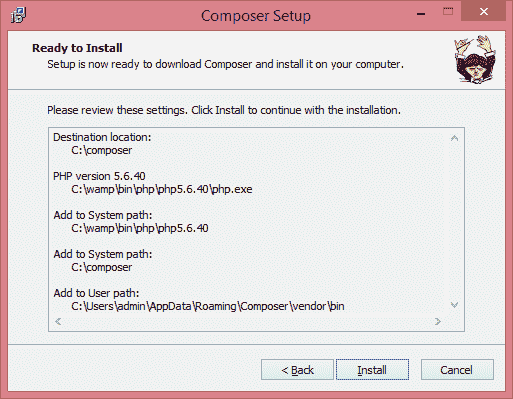 Composer Setup
Ready to Install
Setup is now ready to download Composer and install it on your computer.
Please review these settings. Click Install to continue with the installation.
Destination location:
C:\composer
PHP version 5.6.40
C:\wamp\bin\php\php5.6.40\php.exe
Add to System path:
C:\wamp\bin\php\php5.6.40
Add to System path:
C:\composer
Add to User path:
C:\Users\admin\AppData\Roaming\Composer\vendor\bin
< Back
Install
Cancel